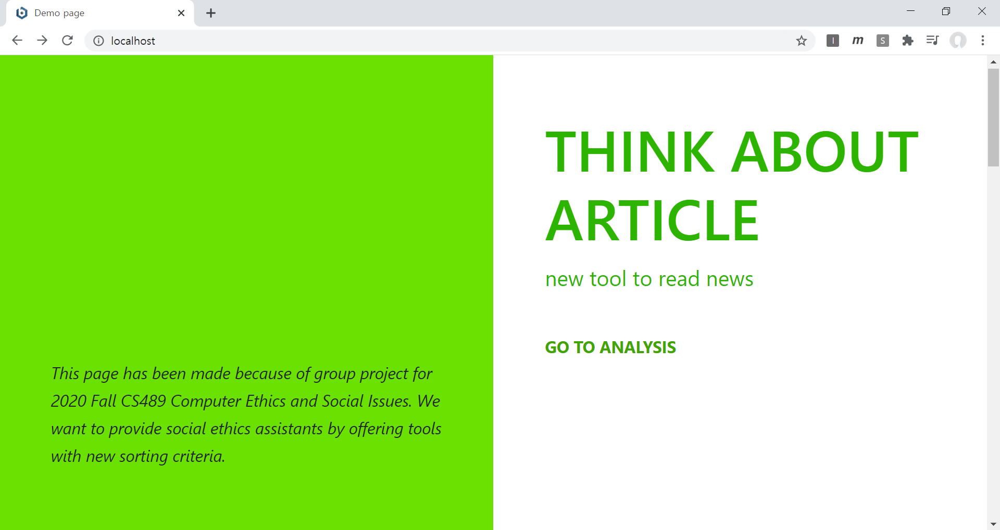 Demo page
localhost
I m S
THINK ABOUT
ARTICLE
new tool to read news
GO TO ANALYSIS
This page has been made because of group project for
2020 Fall CS489 Computer Ethics and Social Issues. We
want to provide social ethics assistants by offering tools
with new sorting criteria.